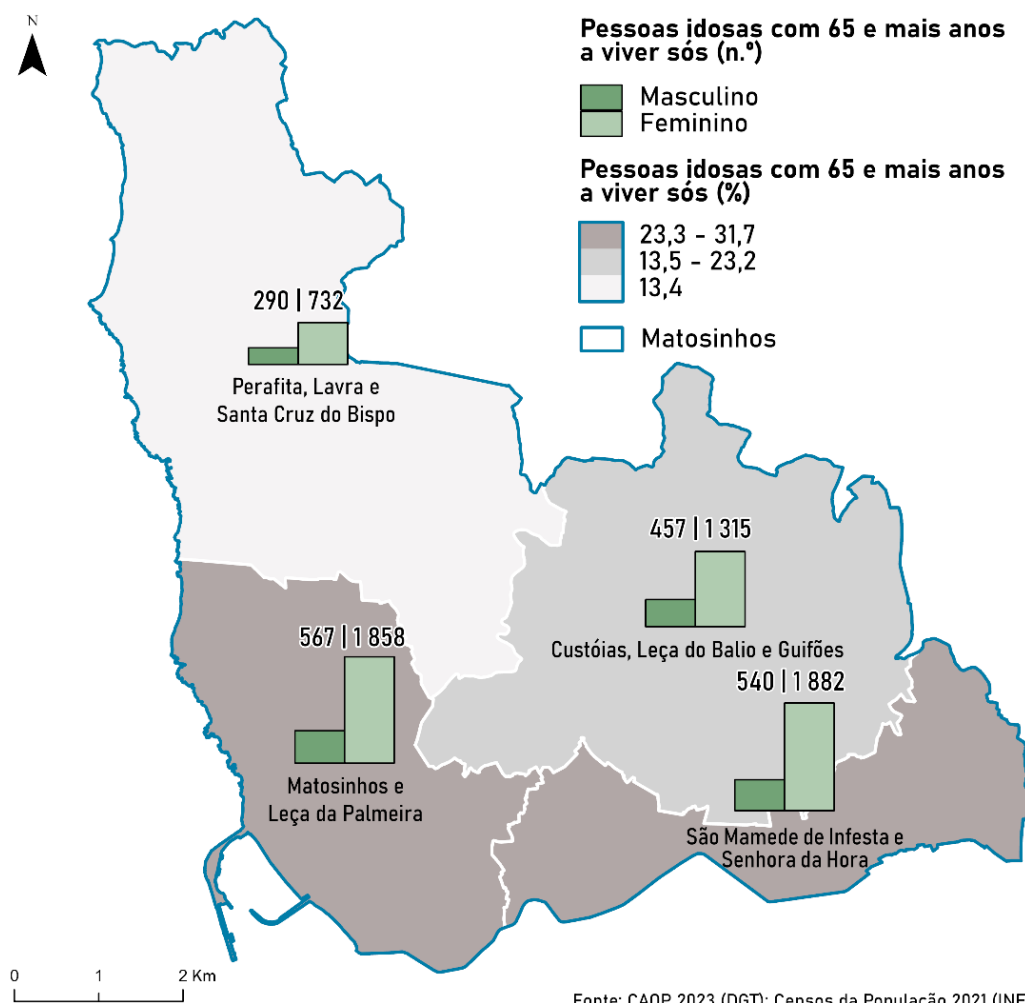 N
Pessoas idosas com 65 e mais anos
a viver sós (n.º)
Masculino
Feminino
Pessoas idosas com 65 e mais anos
a viver sós (%)
23,3 - 31,7
13,5 - 23,2
13,4
Matosinhos
290 | 732
Perafita, Lavra e
Santa Cruz do Bispo
457 | 1 315
Custóias, Leça do Balio e Guifões
567 | 1 858
Matosinhos e
Leça da Palmeira
540 | 1 882
São Mamede de Infesta e
Senhora da Hora
0 1 2 Km
Fonte: CAOP 2023 (DGT); Censos da População 2021 (INE